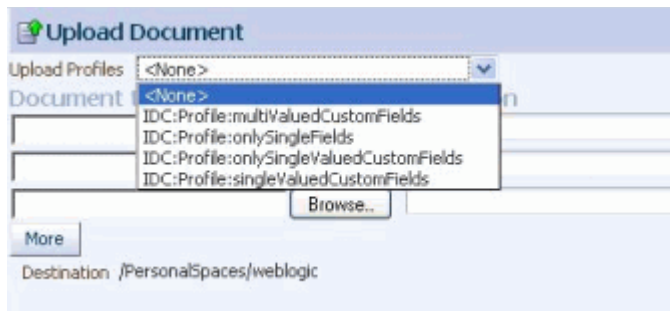 Upload Document
Upload Profiles <None>
Document
<None>
IDC:Profile:multiValuedCustomFields
IDC:Profile:onlySingleFields
IDC:Profile:onlySingleValuedCustomFields
IDC:Profile:singleValuedCustomFields
Browse..
More
Destination /PersonalSpaces/weblogic